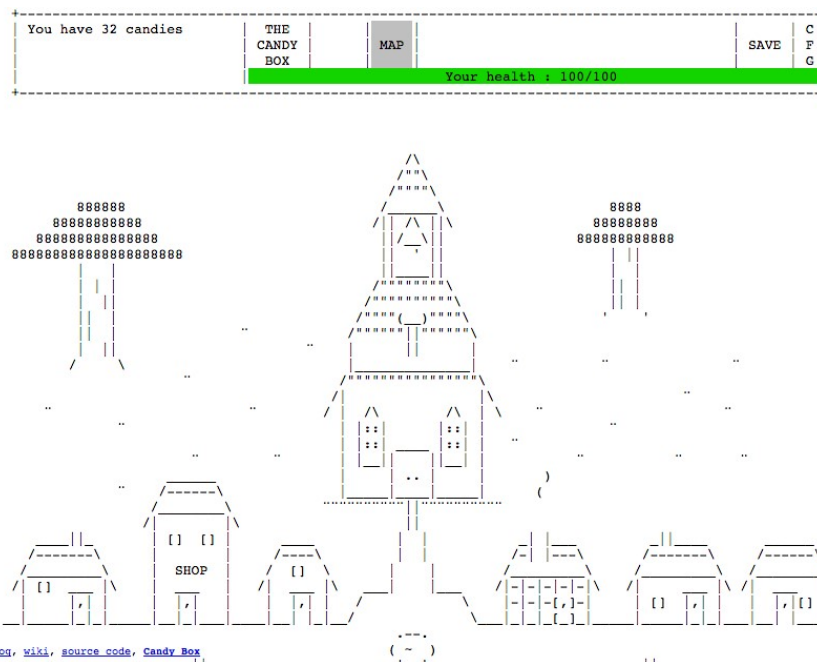 You have 32 candies
THE CANDY BOX
MAP
SAVE
CFG
Your health : 100/100
SHOP
wiki, source code, Candy Box